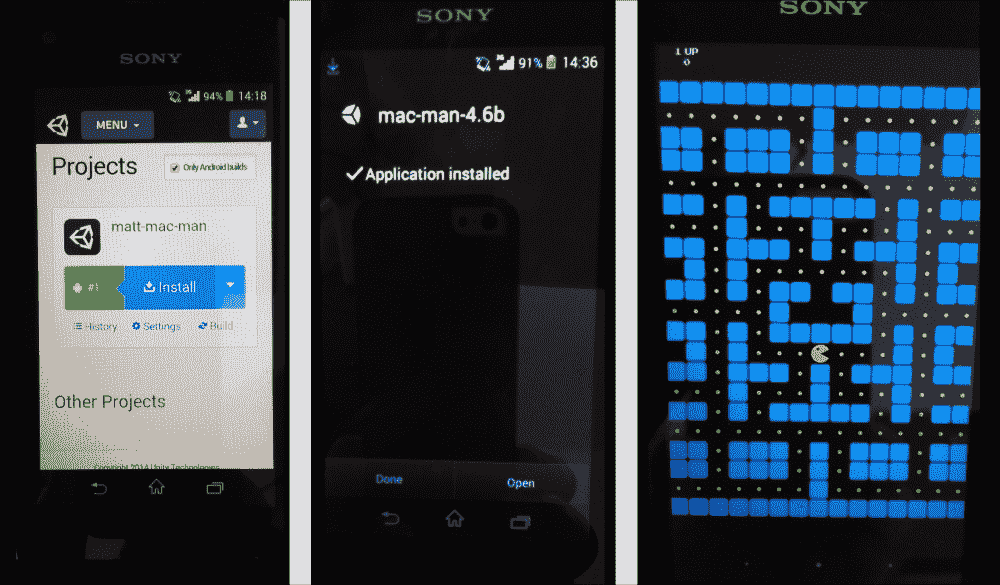 SONY
94% 14:18
MENU
Projects
Only Android builds
matt-mac-man
#1
Install
History Settings Build
Other Projects
Copyright 2014 Unity Technologies
SONY
91% 14:36
mac-man-4.6b
Application installed
Done Open
SONY
1 UP
0